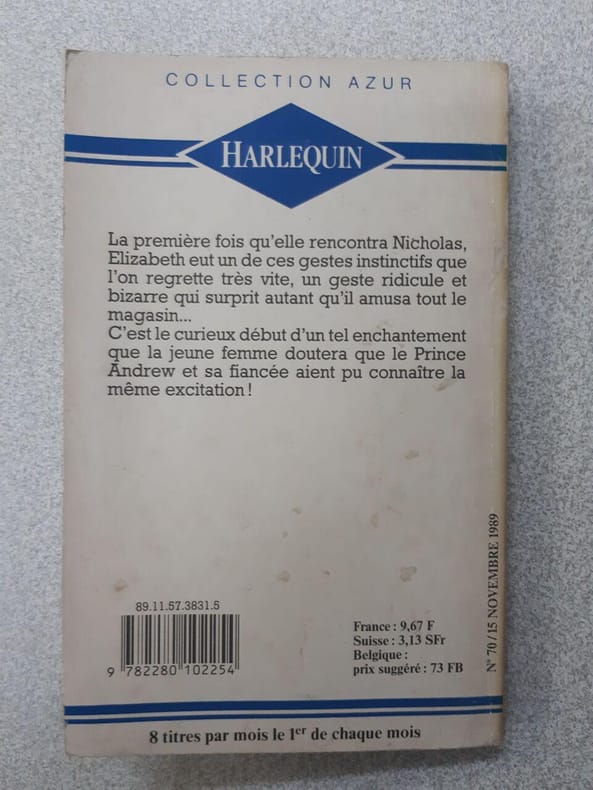 COLLECTION AZUR
HARLEQUIN
La première fois qu'elle rencontra Nicholas,
Elizabeth eut un de ces gestes instinctifs que
l'on regrette très vite, un geste ridicule et
bizarre qui surprit autant qu'il amusa tout le
magasin...
C'est le curieux début d'un tel enchantement
que la jeune femme doutera que le Prince
Andrew et sa fiancée aient pu connaître la
même excitation !
89.11.57.3831.5
9 782280 102254
France : 9,67 F
Suisse : 3,13 SFr
Belgique :
prix suggéré : 73 FB
N° 70 / 15 NOVEMBRE 1989
8 titres par mois le 1er de chaque mois